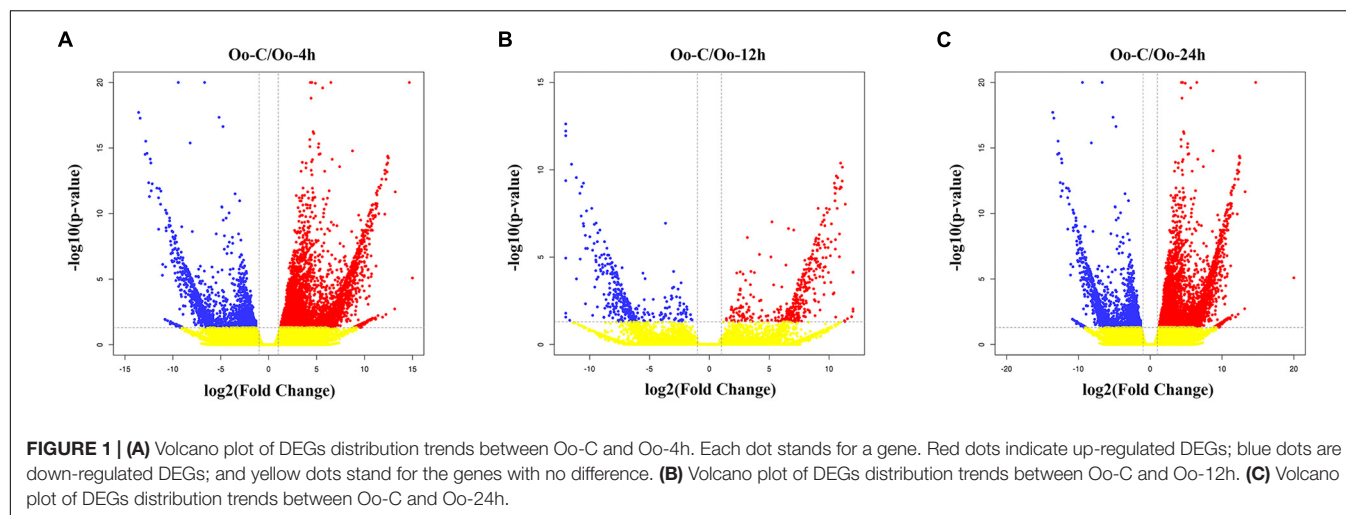 A
Oo-C/Oo-4h
-log10(p-value)
20
15
10
5
0
-15 -10 -5 0 5 10 15
log2(Fold Change)
B
Oo-C/Oo-12h
-log10(p-value)
15
10
5
0
-10 -5 0 5 10
log2(Fold Change)
C
Oo-C/Oo-24h
-log10(p-value)
20
15
10
5
0
-20 -10 0 10 20
log2(Fold Change)
FIGURE 1 | (A) Volcano plot of DEGs distribution trends between Oo-C and Oo-4h. Each dot stands for a gene. Red dots indicate up-regulated DEGs; blue dots are
down-regulated DEGs; and yellow dots stand for the genes with no difference. (B) Volcano plot of DEGs distribution trends between Oo-C and Oo-12h. (C) Volcano
plot of DEGs distribution trends between Oo-C and Oo-24h.